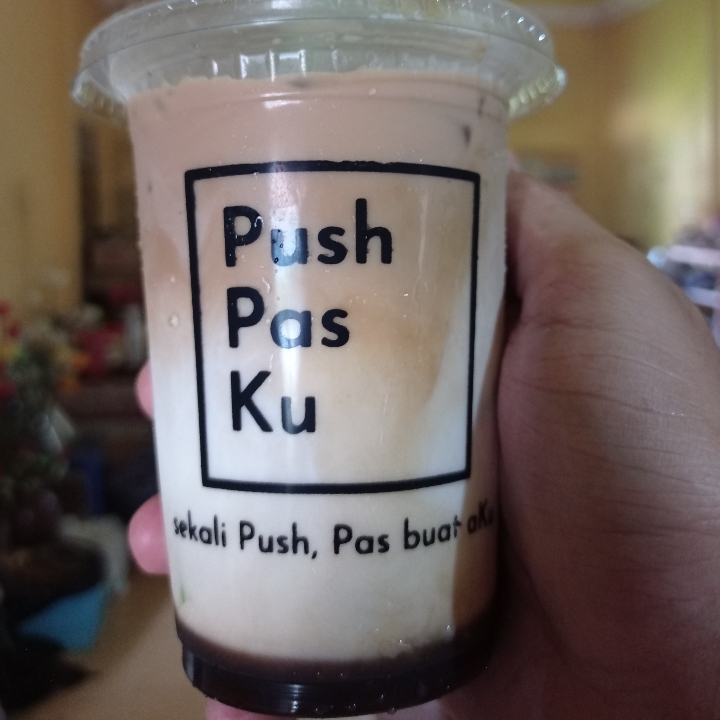 Push
Pas
Ku
sekali Push, Pas buat aKu